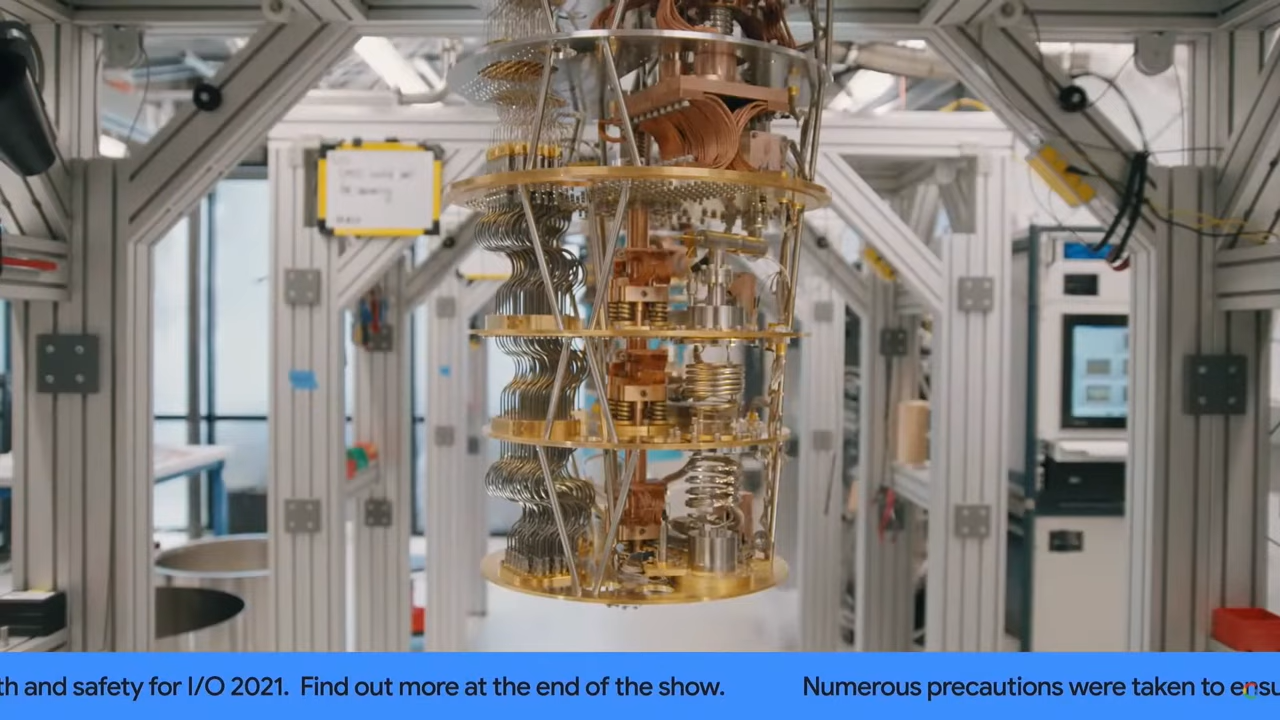 th and safety for I/O 2021. Find out more at the end of the show. Numerous precautions were taken to ensu